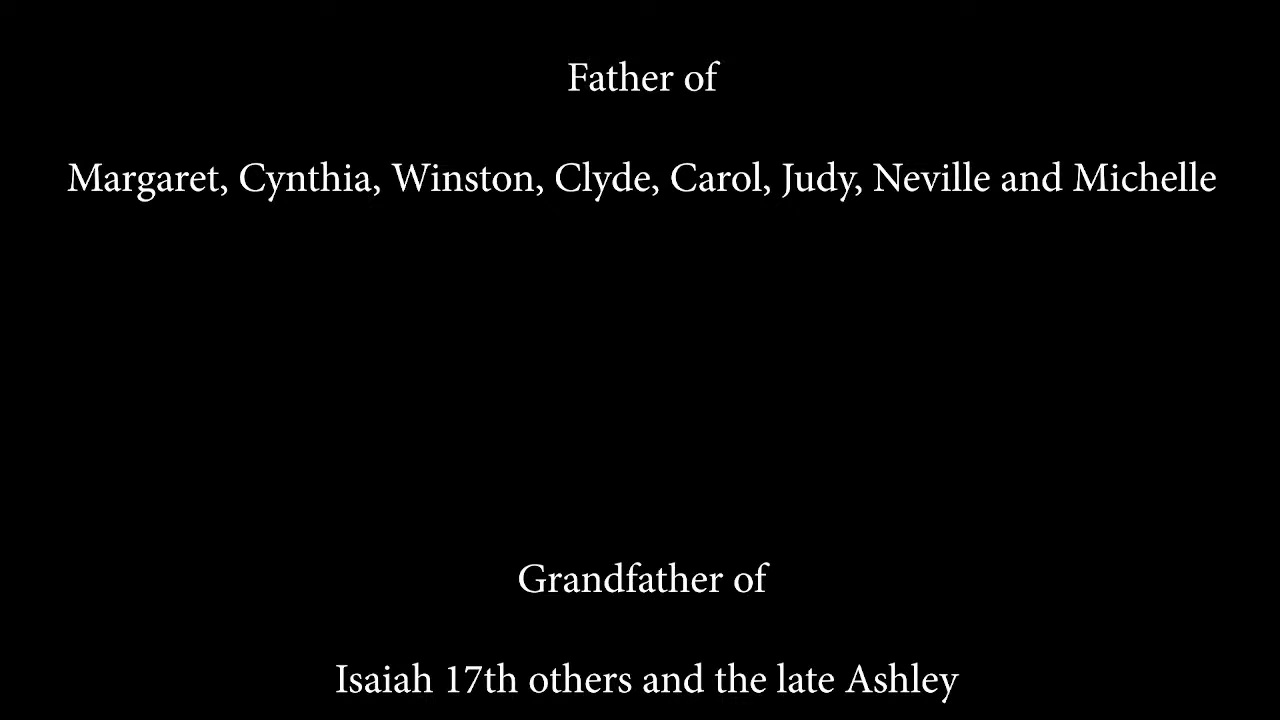 Father of
Margaret, Cynthia, Winston, Clyde, Carol, Judy, Neville and Michelle
Grandfather of
Isaiah 17th others and the late Ashley